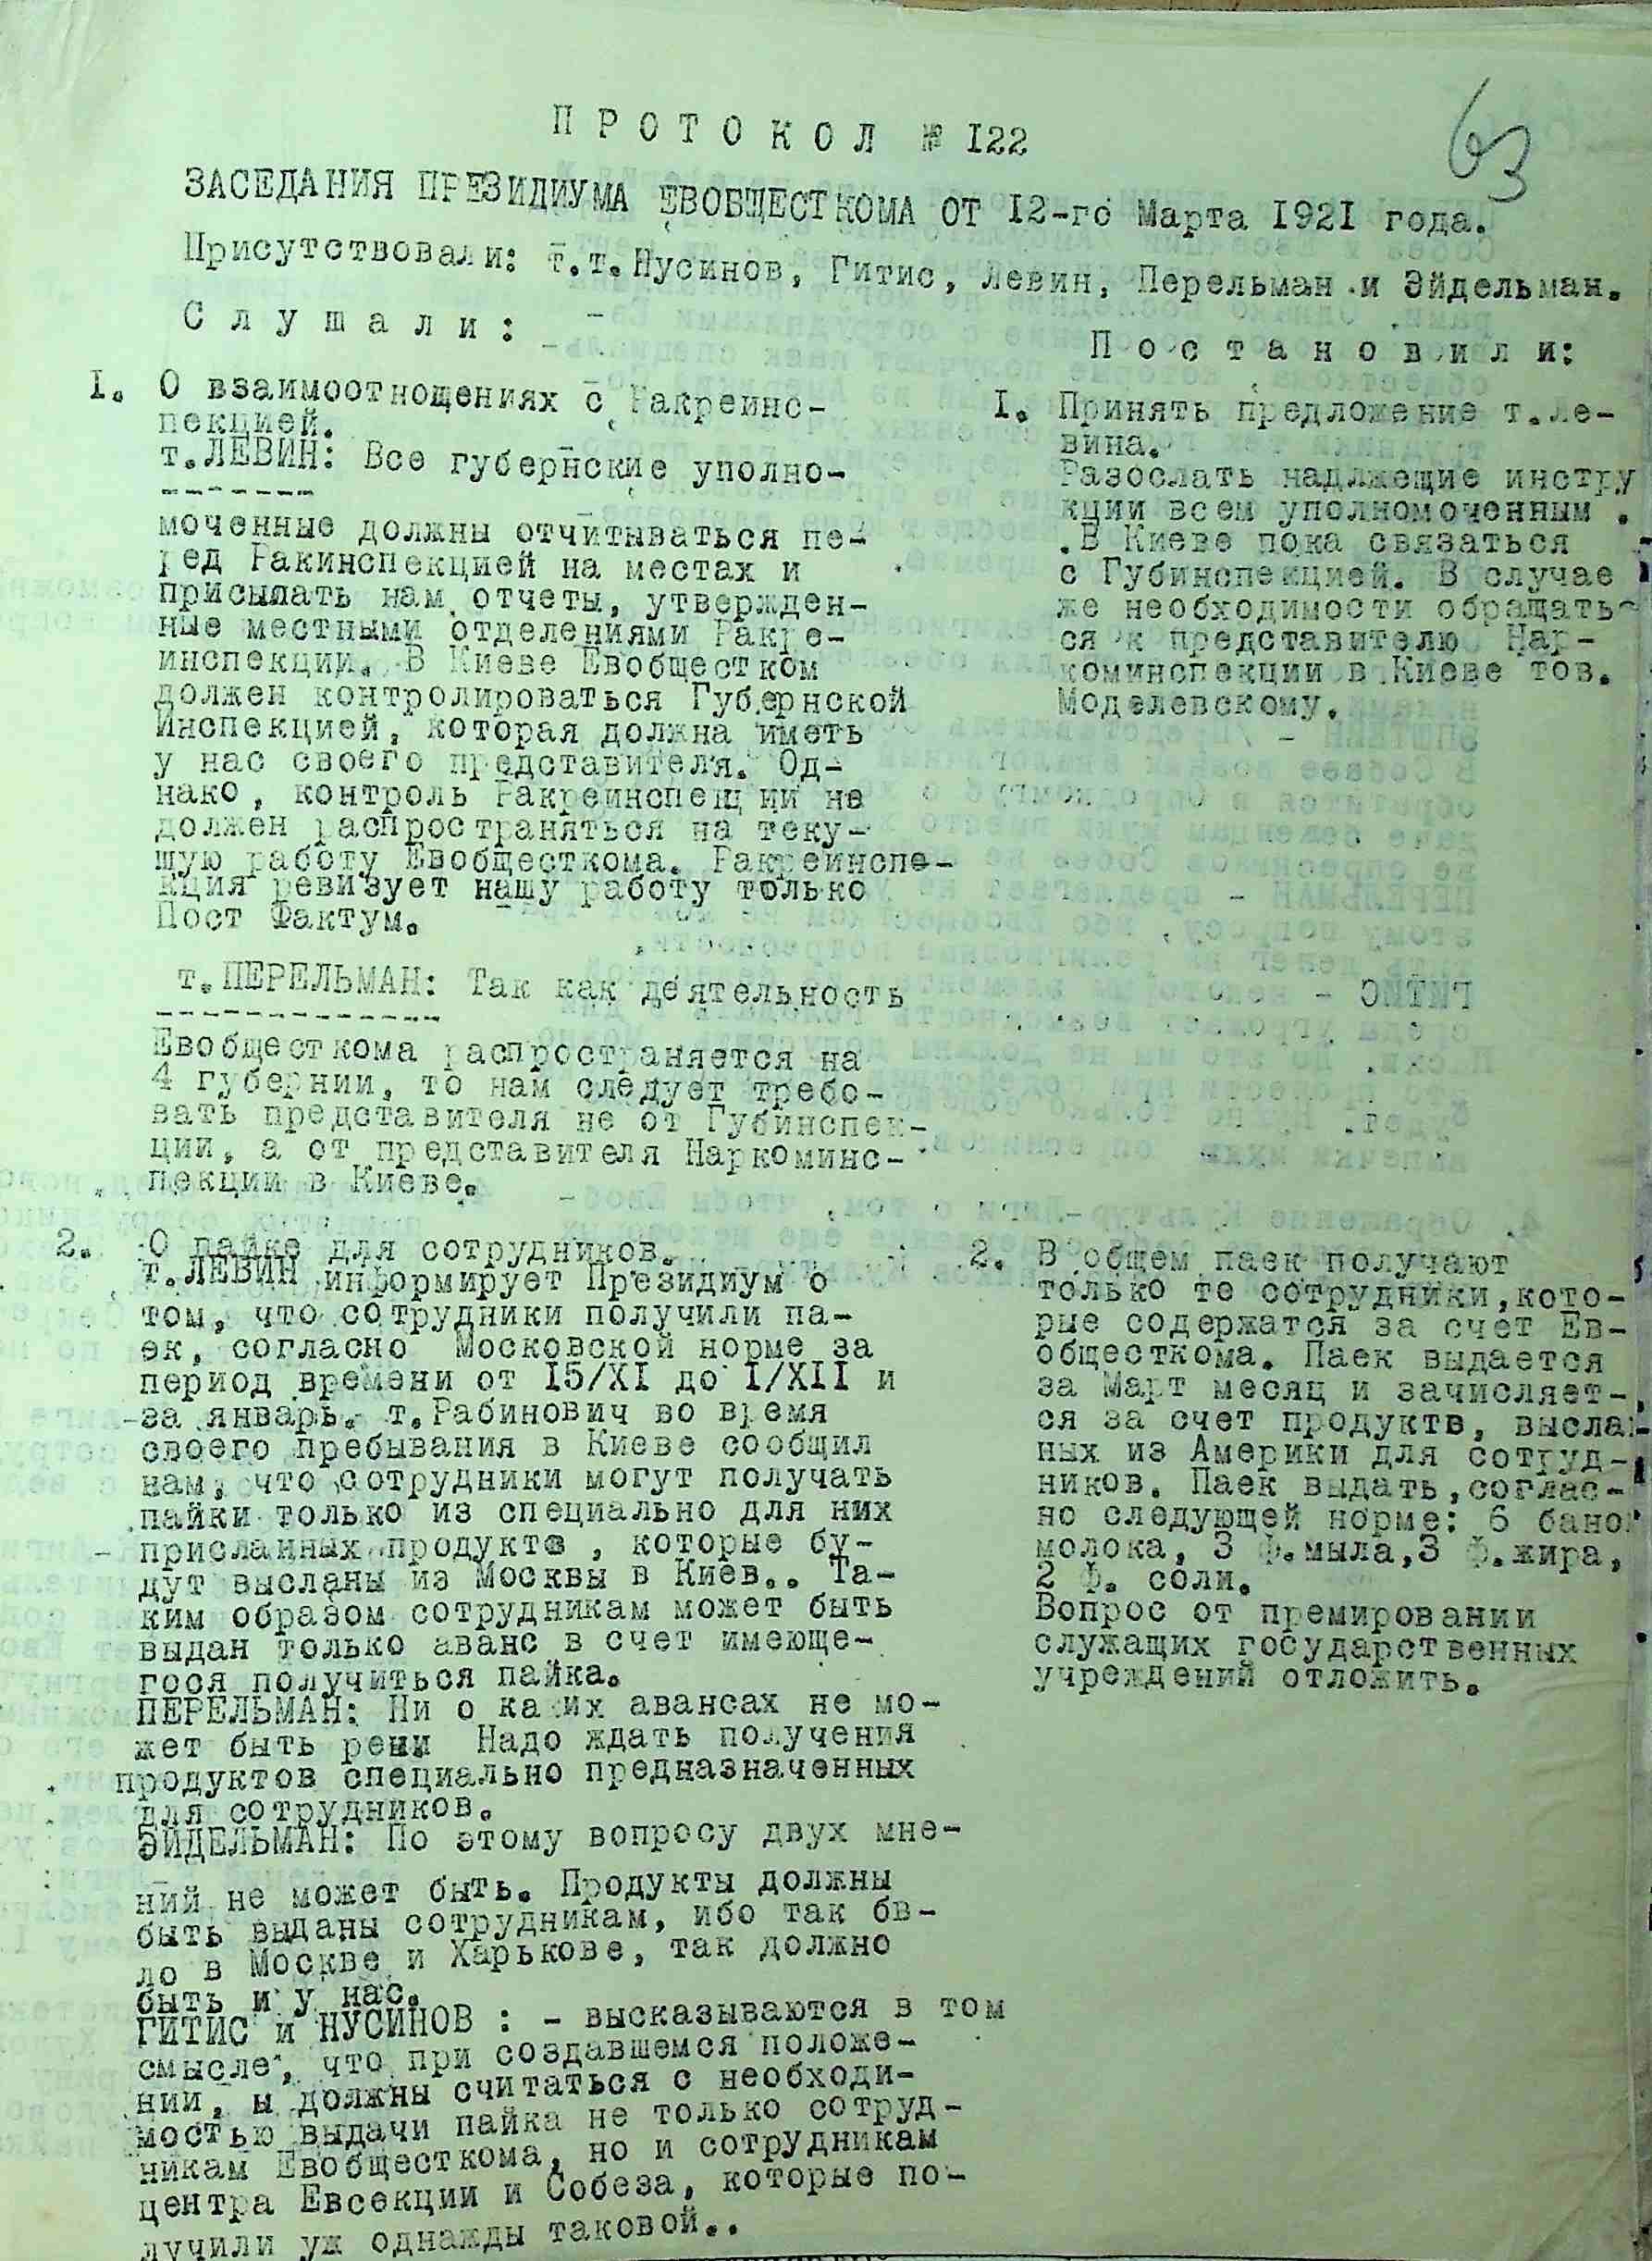 63
П Р О Т О К О Л № I22
ЗАСЕДАНИЯ ПРЕЗИДИУМА ЕВОБЩЕСТКОМА ОТ I2-го Марта I92I года.
Присутствовали: т.т. Нусинов, Гитис, Левин, Перельман и Эйдельман.
С л у ш а л и :
I. О взаимоотнощениях с Ракреинс-
пекцией.
т.ЛЕВИН: Все губернские уполно-
-------
моченные должны отчитываться пе-
ред Ракинспекцией на местах и
присылать нам отчеты, утвержден-
ные местными отделениями Ракре-
инспекции. В Киеве Евобщестком
должен контролироваться Губернской
Инспекцией, которая должна иметь
у нас своего представителя. Од-
нако, контроль Ракреинспекции не
должен распространяться на теку-
щую работу Евобщесткома. Ракреинспе-
кция ревизует нашу работу только
Пост Фактум.
т.ПЕРЕЛЬМАН: Так как деятельность
-------------
Евобщесткома распространяется на
4 губернии, то нам следует требо-
вать представителя не от Губинспек-
ции, а от представителя Наркоминс-
пекции в Киеве.
2. О пайке для сотрудников.
т.ЛЕВИН информирует Президиум о
том, что сотрудники получили па-
ек, согласно Московской норме за
период времени от I5/XI до I/XII и
за январь. т.Рабинович во время
своего пребывания в Киеве сообщил
нам, что сотрудники могут получать
пайки только из специально для них
присланных продуктв , которые бу-
дут высланы из Москвы в Киев.. Та-
ким образом сотрудникам может быть
выдан только аванс в счет имеюще-
гося получиться пайка.
ПЕРЕЛЬМАН: Ни о каких авансах не мо-
жет быть речи Надо ждать получения
продуктов специально предназначенных
для сотрудников.
ЭЙДЕЛЬМАН: По этому вопросу двух мне-
ний не может быть. Продукты должны
быть выданы сотрудникам, ибо так бы-
ло в Москве и Харькове, так должно
быть и у нас.
ГИТИС и НУСИНОВ : - высказываются в том
смысле, что при создавшемся положе-
нии, ы должны считаться с необходи-
мостью выдачи пайка не только сотруд-
никам Евобщесткома, но и сотрудникам
центра Евсекции и Собеза, которые по-
лучили уж однажды таковой..
П о с т а н о в и л и:
I. Принять предложение т.Ле-
вина.
Разослать надлжещие инстру
кции всем уполномоченным .
.В Киеве пока связаться
с Губинспекцией. В случае
же необходимости обращать-
ся к представителю Нар-
коминспекции в Киеве тов.
Моделевскому.
2. В общем паек получают
только те сотрудники,кото-
рые содержатся за счет Ев-
общесткома. Паек выдается
за Март месяц и зачисляет-
ся за счет продуктв, выслан-
ных из Америки для сотруд-
ников. Паек выдать,соглас-
но следующей норме: 6 банок
молока, 3 ф.мыла,3 ф.жира,
2 ф. соли.
Вопрос от премировании
служащих государственных
учреждений отложить.